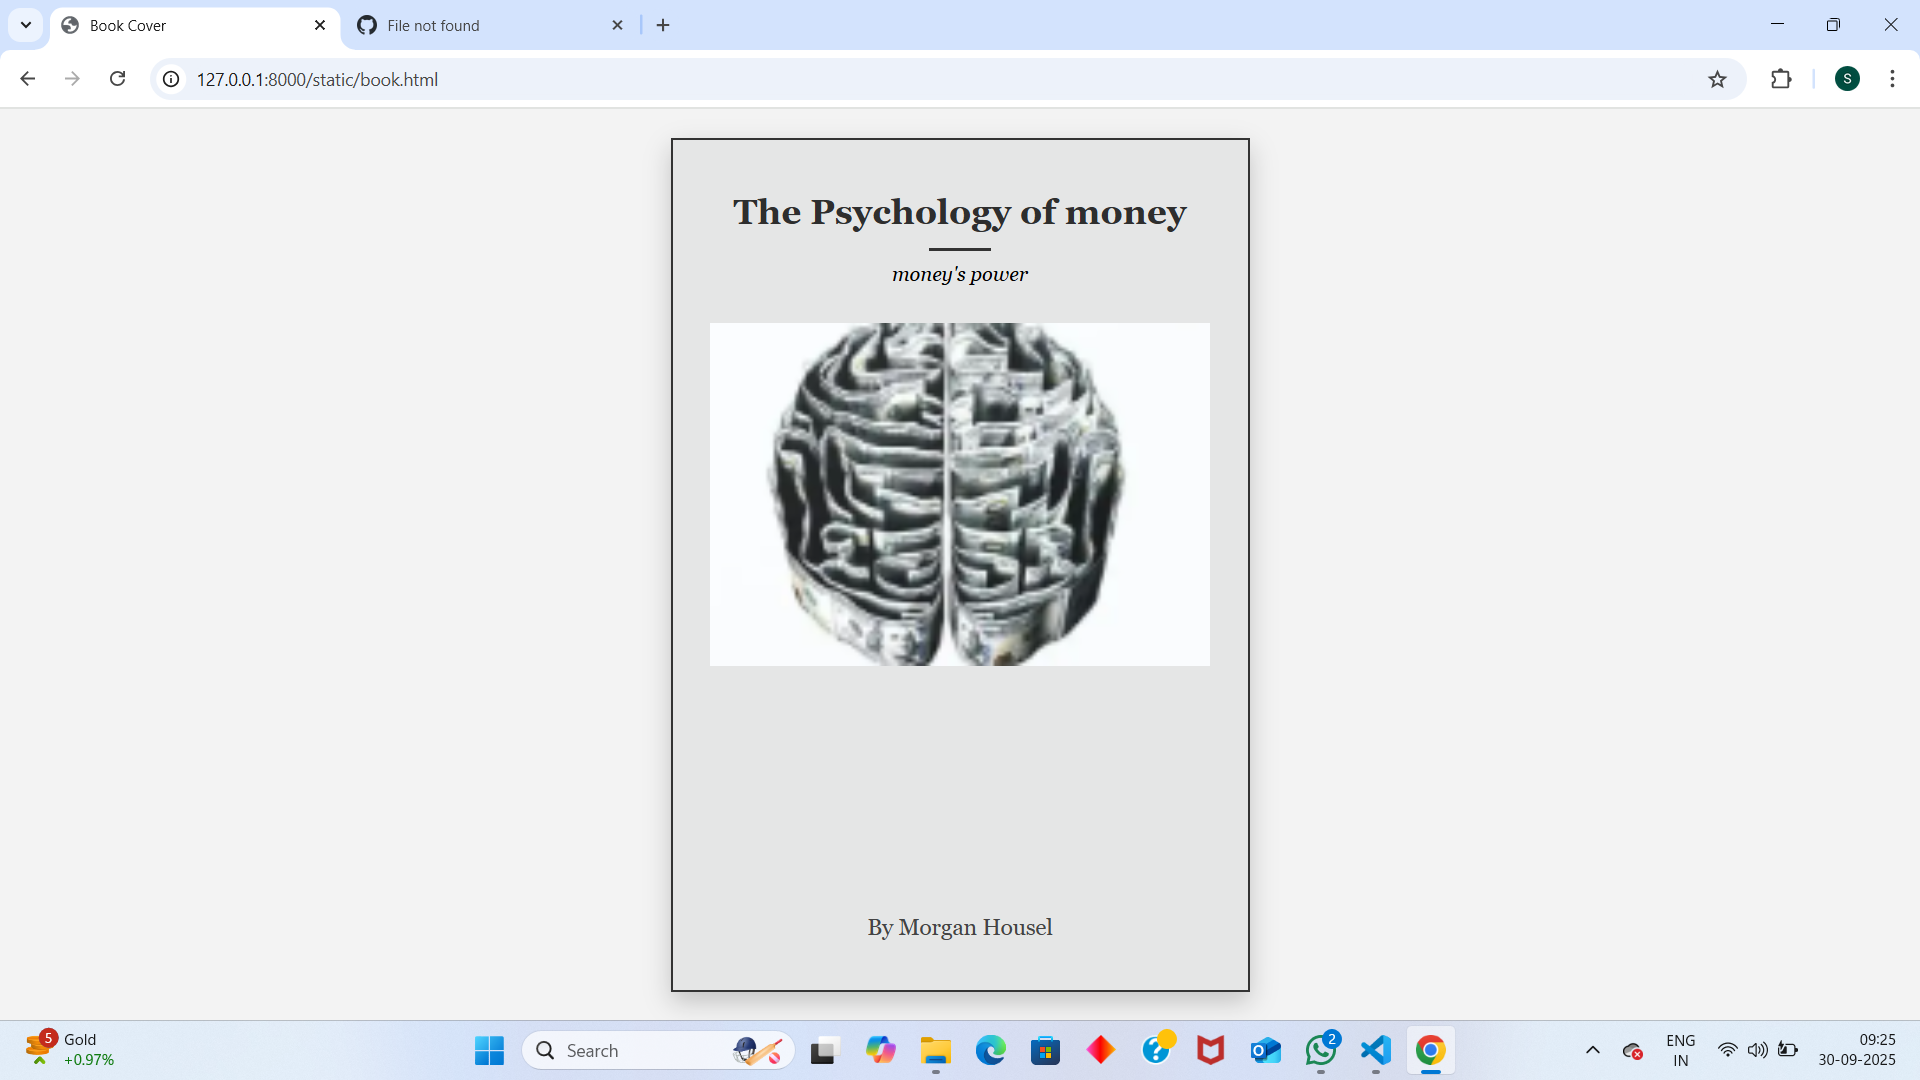 Book Cover
File not found
127.0.0.1:8000/static/book.html
S
The Psychology of money
money's power
By Morgan Housel
5
Gold
+0.97%
Search
2
ENG
IN
09:25
30-09-2025